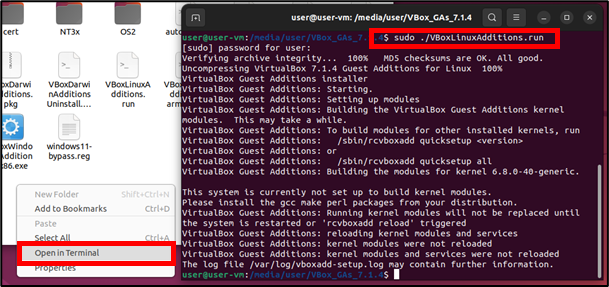 cert
NT3x
OS2
auto
VBoxDarwi
nAdditions
.pkg
VBoxDarw
inAddition
sUninstall....
VBoxLinuxA
dditions.
run
oxWindo
Addition
86.exe
windows11-
bypass.reg
New Folder Shift+Ctrl+N
Add to Bookmarks Ctrl+D
Paste
Select All Ctrl+A
Open in Terminal
Properties
user@user-vm: /media/user/VBox_GAs_7.1.4
user@user-vm:/media/user/VBox_GAs_7.1.4$ sudo ./VBoxLinuxAdditions.run
[sudo] password for user:
Verifying archive integrity... 100% MD5 checksums are OK. All good.
Uncompressing VirtualBox 7.1.4 Guest Additions for Linux 100%
VirtualBox Guest Additions installer
VirtualBox Guest Additions: Starting.
VirtualBox Guest Additions: Setting up modules
VirtualBox Guest Additions: Building the VirtualBox Guest Additions kernel
modules. This may take a while.
VirtualBox Guest Additions: To build modules for other installed kernels, run
VirtualBox Guest Additions: /sbin/rcvboxadd quicksetup <version>
VirtualBox Guest Additions: or
VirtualBox Guest Additions: /sbin/rcvboxadd quicksetup all
VirtualBox Guest Additions: Building the modules for kernel 6.8.0-40-generic.
This system is currently not set up to build kernel modules.
Please install the gcc make perl packages from your distribution.
VirtualBox Guest Additions: Running kernel modules will not be replaced until
the system is restarted or 'rcvboxadd reload' triggered
VirtualBox Guest Additions: reloading kernel modules and services
VirtualBox Guest Additions: kernel modules were not reloaded
VirtualBox Guest Additions: kernel modules and services were not reloaded
The log file /var/log/vboxadd-setup.log may contain further information.
user@user-vm:/media/user/VBox_GAs_7.1.4$